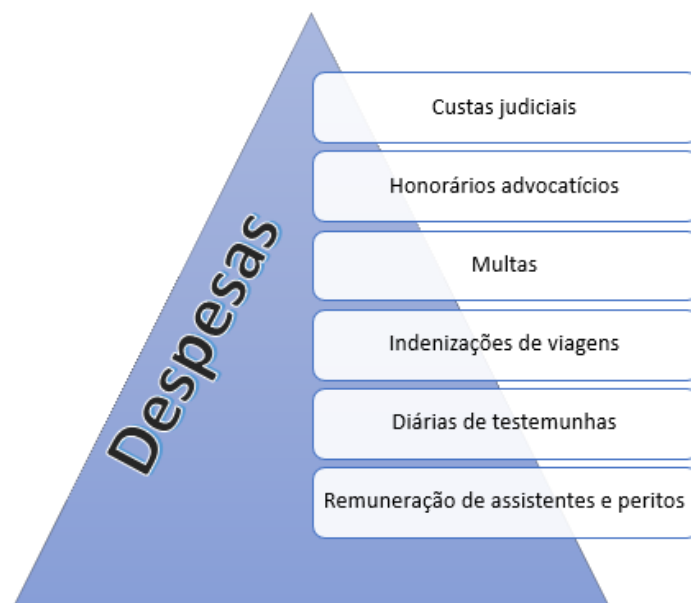 Despesas
Custas judiciais
Honorários advocatícios
Multas
Indenizações de viagens
Diárias de testemunhas
Remuneração de assistentes e peritos